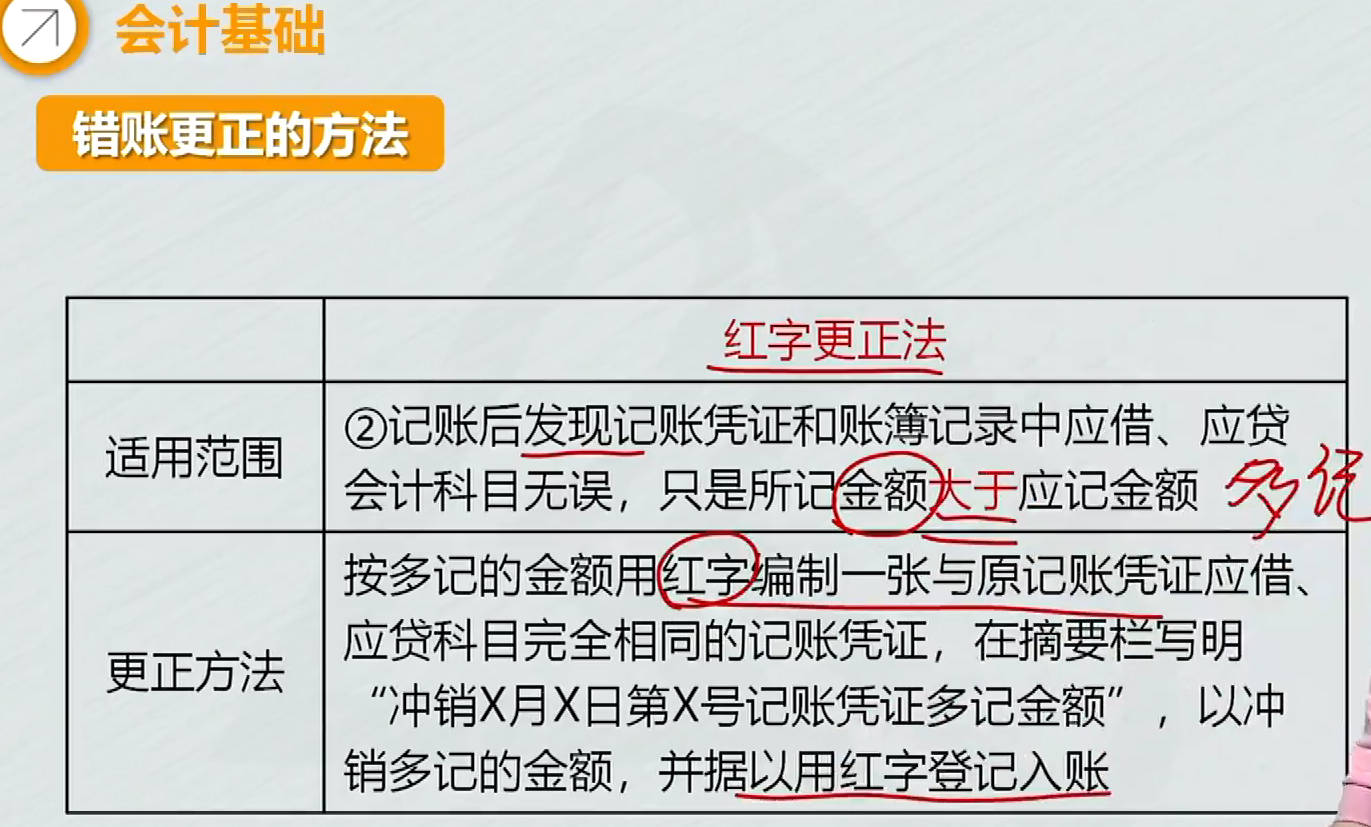 会计基础
错账更正的方法
红字更正法
适用范围
②记账后发现记账凭证和账簿记录中应借、应贷
会计科目无误，只是所记金额大于应记金额
多记
更正方法
按多记的金额用红字编制一张与原记账凭证应借、
应贷科目完全相同的记账凭证，在摘要栏写明
“冲销X月X日第X号记账凭证多记金额”，以冲
销多记的金额，并据以用红字登记入账